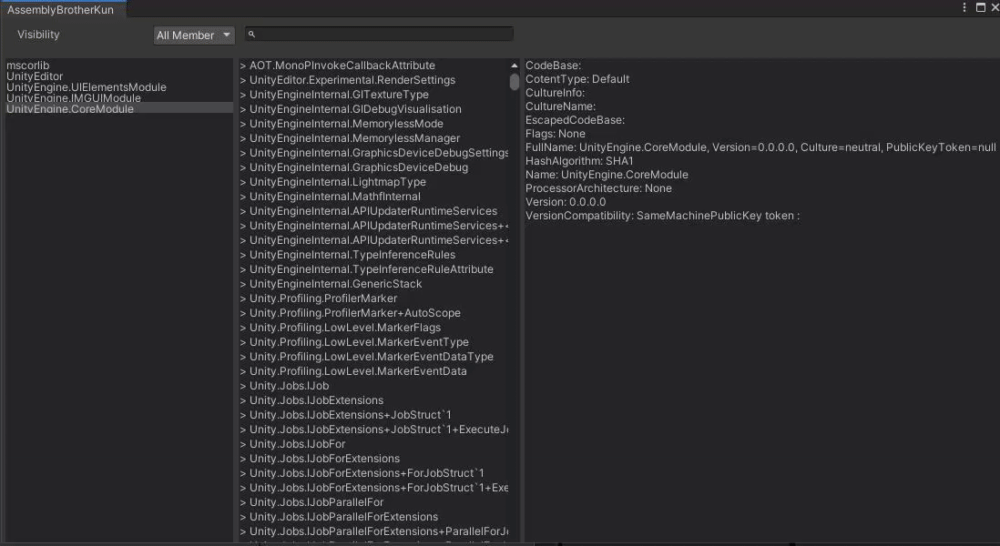 AssemblyBrotherKun
Visibility
All Member
mscorlib
UnityEditor
UnityEngine.UIElementsModule
UnityEngine.IMGUIModule
UnityEngine.CoreModule
> AOT.MonoPInvokeCallbackAttribute
> UnityEditor.Experimental.RenderSettings
> UnityEngineInternal.GITextureType
> UnityEngineInternal.GIDebugVisualisation
> UnityEngineInternal.MemorylessMode
> UnityEngineInternal.MemorylessManager
> UnityEngineInternal.GraphicsDeviceDebugSettings
> UnityEngineInternal.GraphicsDeviceDebug
> UnityEngineInternal.LightmapType
> UnityEngineInternal.MathfInternal
> UnityEngineInternal.APIUpdaterRuntimeServices
> UnityEngineInternal.APIUpdaterRuntimeServices+
> UnityEngineInternal.APIUpdaterRuntimeServices+
> UnityEngineInternal.TypeInferenceRules
> UnityEngineInternal.TypeInferenceRuleAttribute
> UnityEngineInternal.GenericStack
> Unity.Profiling.ProfilerMarker
> Unity.Profiling.ProfilerMarker+AutoScope
> Unity.Profiling.LowLevel.MarkerFlags
> Unity.Profiling.LowLevel.MarkerEventType
> Unity.Profiling.LowLevel.MarkerEventDataType
> Unity.Profiling.LowLevel.MarkerEventData
> Unity.Jobs.IJob
> Unity.Jobs.IJobExtensions
> Unity.Jobs.IJobExtensions+JobStruct`1
> Unity.Jobs.IJobExtensions+JobStruct`1+ExecuteJ
> Unity.Jobs.IJobFor
> Unity.Jobs.IJobForExtensions
> Unity.Jobs.IJobForExtensions+ForJobStruct`1
> Unity.Jobs.IJobForExtensions+ForJobStruct`1+Exe
> Unity.Jobs.IJobParallelFor
> Unity.Jobs.IJobParallelForExtensions
> Unity.Jobs.IJobParallelForExtensions+ParallelForJ
CodeBase:
CotentType: Default
CultureInfo:
CultureName:
EscapedCodeBase:
Flags: None
FullName: UnityEngine.CoreModule, Version=0.0.0.0, Culture=neutral, PublicKeyToken=null
HashAlgorithm: SHA1
Name: UnityEngine.CoreModule
ProcessorArchitecture: None
Version: 0.0.0.0
VersionCompatibility: SameMachinePublicKey token :